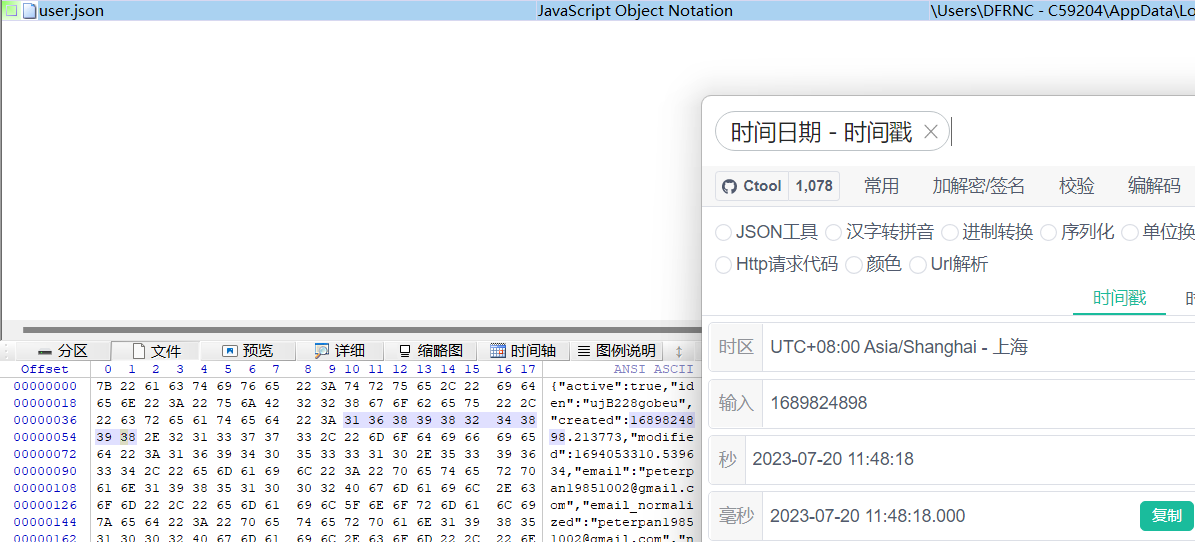 user.json JavaScript Object Notation \Users\DFRNC - C59204\AppData\Lo
时间日期 - 时间戳
Ctool 1,078 常用 加解密/签名 校验 编解码
JSON工具 汉字转拼音 进制转换 序列化 单位换
Http请求代码 颜色 Url解析
时间戳
时区 UTC+08:00 Asia/Shanghai - 上海
输入 1689824898
秒 2023-07-20 11:48:18
毫秒 2023-07-20 11:48:18.000 复制
分区 文件 预览 详细 缩略图 时间轴 图例说明
Offset 0 1 2 3 4 5 6 7 8 9 10 11 12 13 14 15 16 17 ANSI ASCII
00000000 7B 22 61 63 74 69 76 65 22 3A 74 72 75 65 2C 22 69 64 {"active":true,"id
00000018 65 6E 22 3A 22 75 6A 42 32 32 38 67 6F 62 65 75 22 2C en":"ujB228gobeu",
00000036 22 63 72 65 61 74 65 64 22 3A 31 36 38 39 38 32 34 38 "created":16898248
00000054 39 38 2E 32 31 33 37 37 33 2C 22 6D 6F 64 69 66 69 65 98.213773,"modifie
00000072 64 22 3A 31 36 39 34 30 35 33 33 31 30 2E 35 33 39 36 d":1694053310.5396
00000090 33 34 2C 22 65 6D 61 69 6C 22 3A 22 70 65 74 65 72 70 34,"email":"peterp
00000108 61 6E 31 39 38 35 31 30 30 32 40 67 6D 61 69 6C 2E 63 an19851002@gmail.c
00000126 6F 6D 22 2C 22 65 6D 61 69 6C 5F 6E 6F 72 6D 61 6C 69 om","email_normali
00000144 7A 65 64 22 3A 22 70 65 74 65 72 70 61 6E 31 39 38 35 zed":"peterpan1985
00000162 31 30 30 32 40 67 6D 61 69 6C 2E 63 6F 6D 22 2C 22 6E 1002@gmail.com","n